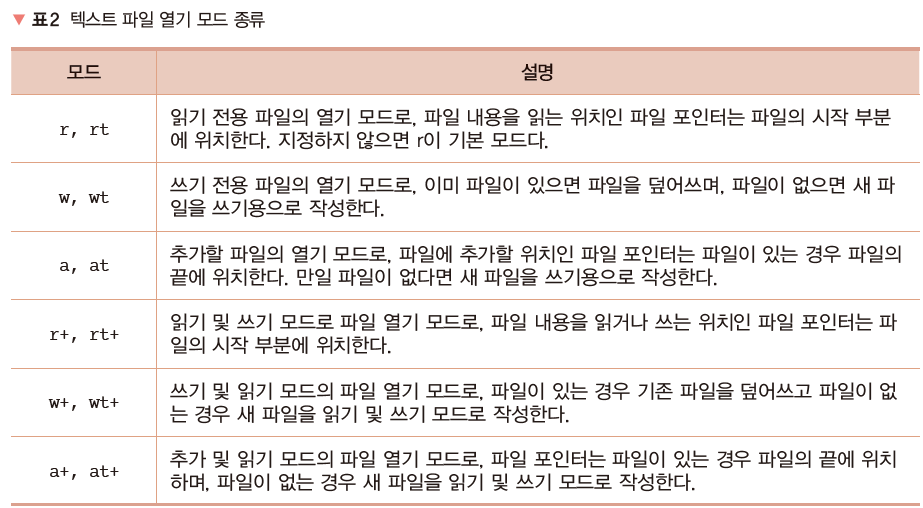 ▼ 표2 텍스트 파일 열기 모드 종류
모드 설명
r, rt
읽기 전용 파일의 열기 모드로, 파일 내용을 읽는 위치인 파일 포인터는 파일의 시작 부분
에 위치한다. 지정하지 않으면 r이 기본 모드다.
w, wt
쓰기 전용 파일의 열기 모드로, 이미 파일이 있으면 파일을 덮어쓰며, 파일이 없으면 새 파
일을 쓰기용으로 작성한다.
a, at
추가할 파일의 열기 모드로, 파일에 추가할 위치인 파일 포인터는 파일이 있는 경우 파일의
끝에 위치한다. 만일 파일이 없다면 새 파일을 쓰기용으로 작성한다.
r+, rt+
읽기 및 쓰기 모드로 파일 열기 모드로, 파일 내용을 읽거나 쓰는 위치인 파일 포인터는 파
일의 시작 부분에 위치한다.
w+, wt+
쓰기 및 읽기 모드의 파일 열기 모드로, 파일이 있는 경우 기존 파일을 덮어쓰고 파일이 없
는 경우 새 파일을 읽기 및 쓰기 모드로 작성한다.
a+, at+
추가 및 읽기 모드의 파일 열기 모드로, 파일 포인터는 파일이 있는 경우 파일의 끝에 위치
하며, 파일이 없는 경우 새 파일을 읽기 및 쓰기 모드로 작성한다.